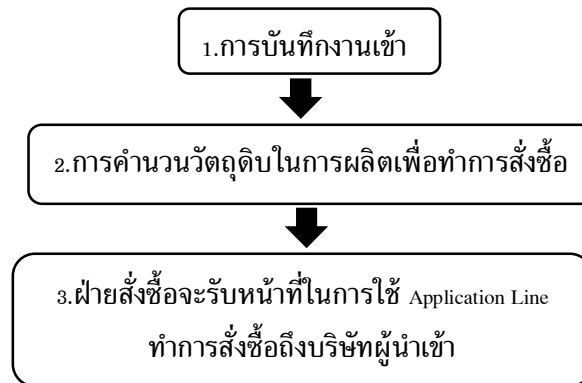 1.การบันทึกงานเข้า
2.การคำนวนวัตถุดิบในการผลิตเพื่อทำการสั่งซื้อ
3.ฝ่ายสั่งซื้อจะรับหน้าที่ในการใช้ Application Line
ทำการสั่งซื้อถึงบริษัทผู้นำเข้า